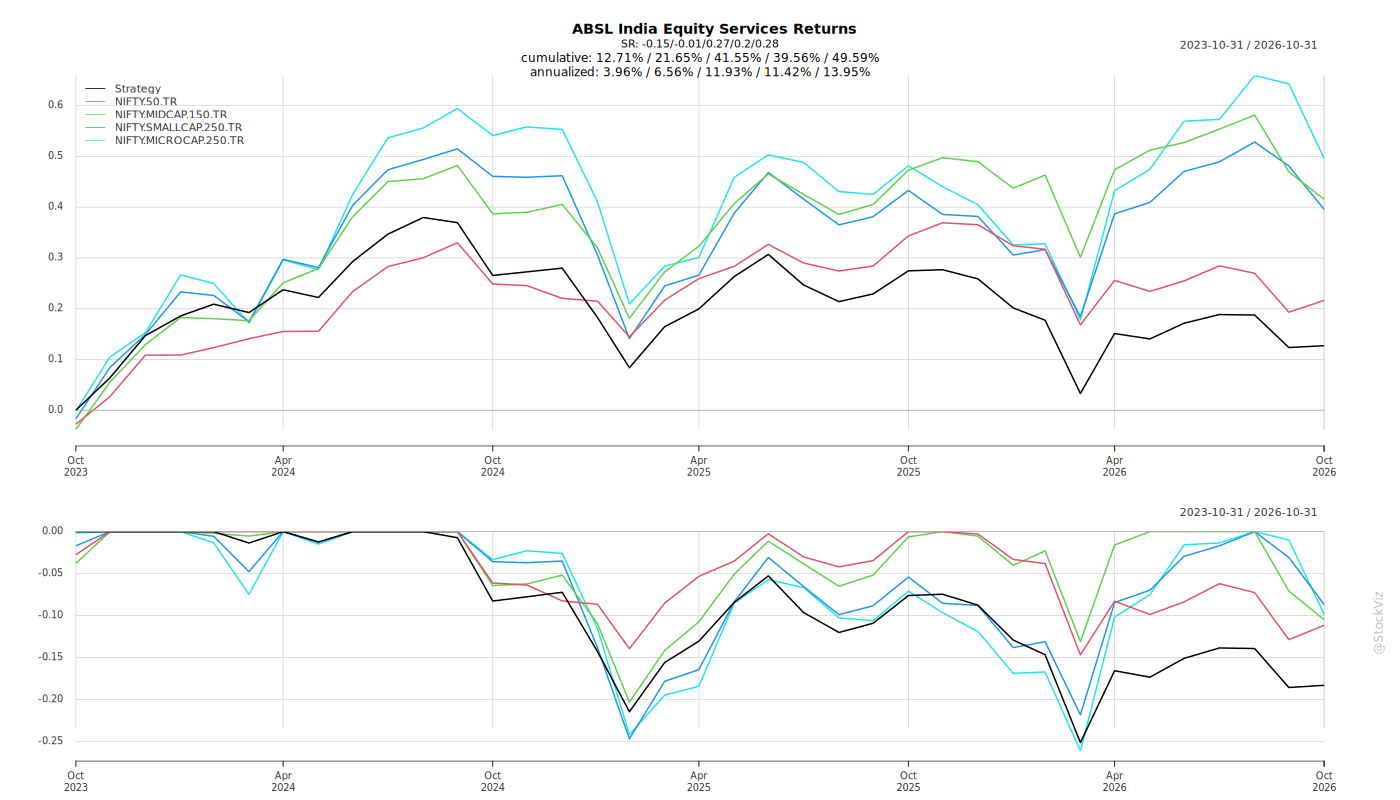 ABSL India Equity Services Returns
SR: -0.15/-0.01/0.27/0.2/0.28
cumulative: 12.71% / 21.65% / 41.55% / 39.56% / 49.59%
annualized: 3.96% / 6.56% / 11.93% / 11.42% / 13.95%
2023-10-31 / 2026-10-31
Strategy
NIFTY.50.TR
NIFTY.MIDCAP.150.TR
NIFTY.SMALLCAP.250.TR
NIFTY.MICROCAP.250.TR
0.6
0.5
0.4
0.3
0.2
0.1
0.0
Oct Apr Oct Apr Oct Apr Oct
2023 2024 2024 2025 2025 2026 2026
2023-10-31 / 2026-10-31
0.00
-0.05
-0.10
-0.15
-0.20
-0.25
Oct Apr Oct Apr Oct Apr Oct
2023 2024 2024 2025 2025 2026 2026
@StockViz